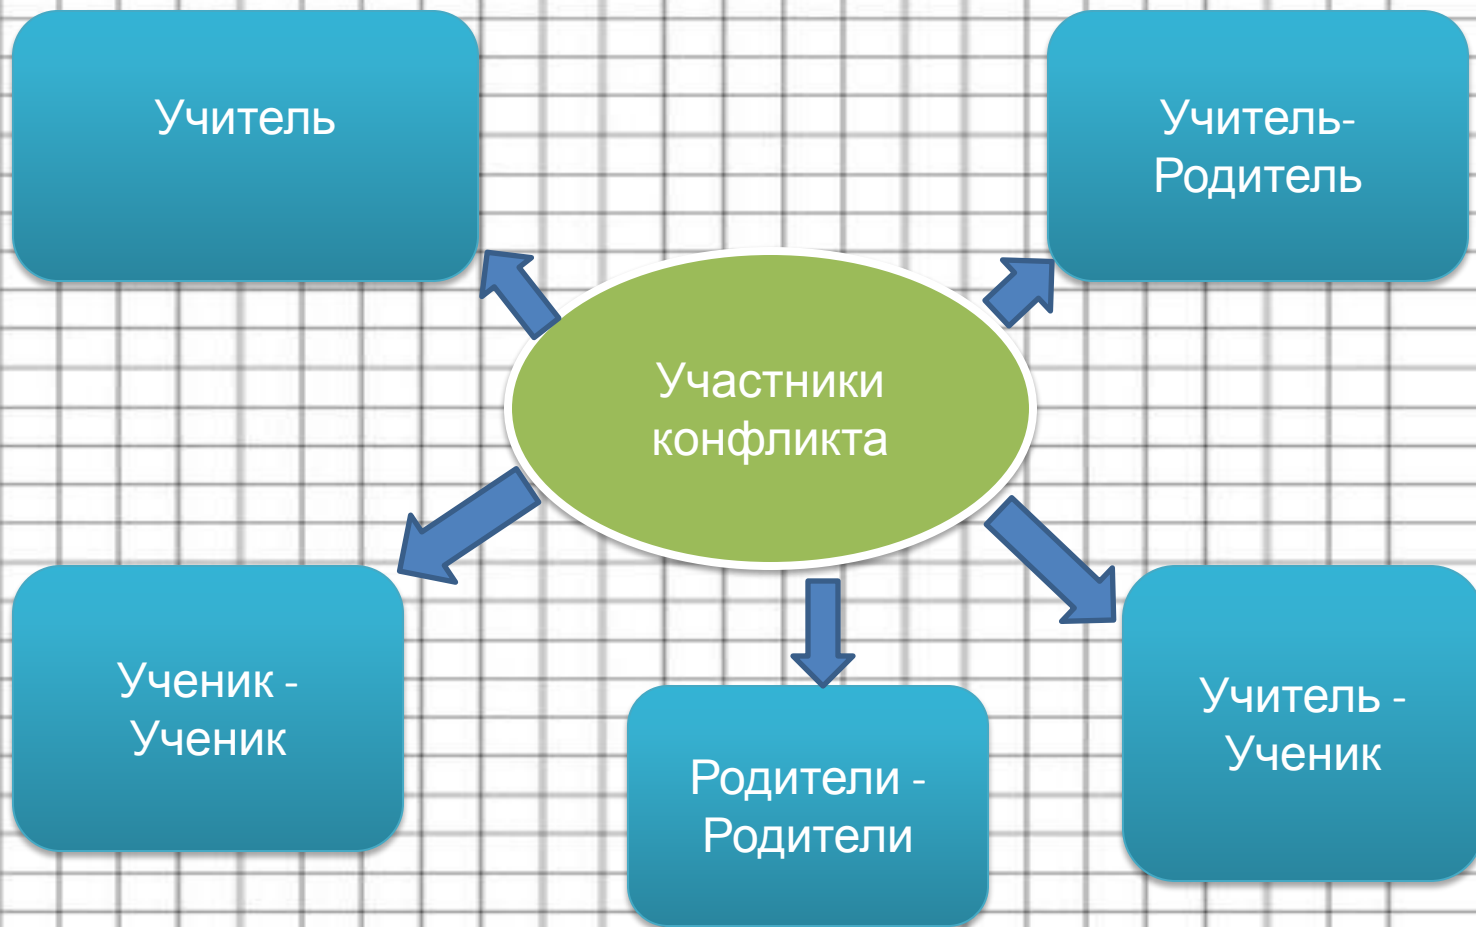 Учитель
Учитель-
Родитель
Участники
конфликта
Ученик -
Ученик
Родители -
Родители
Учитель -
Ученик